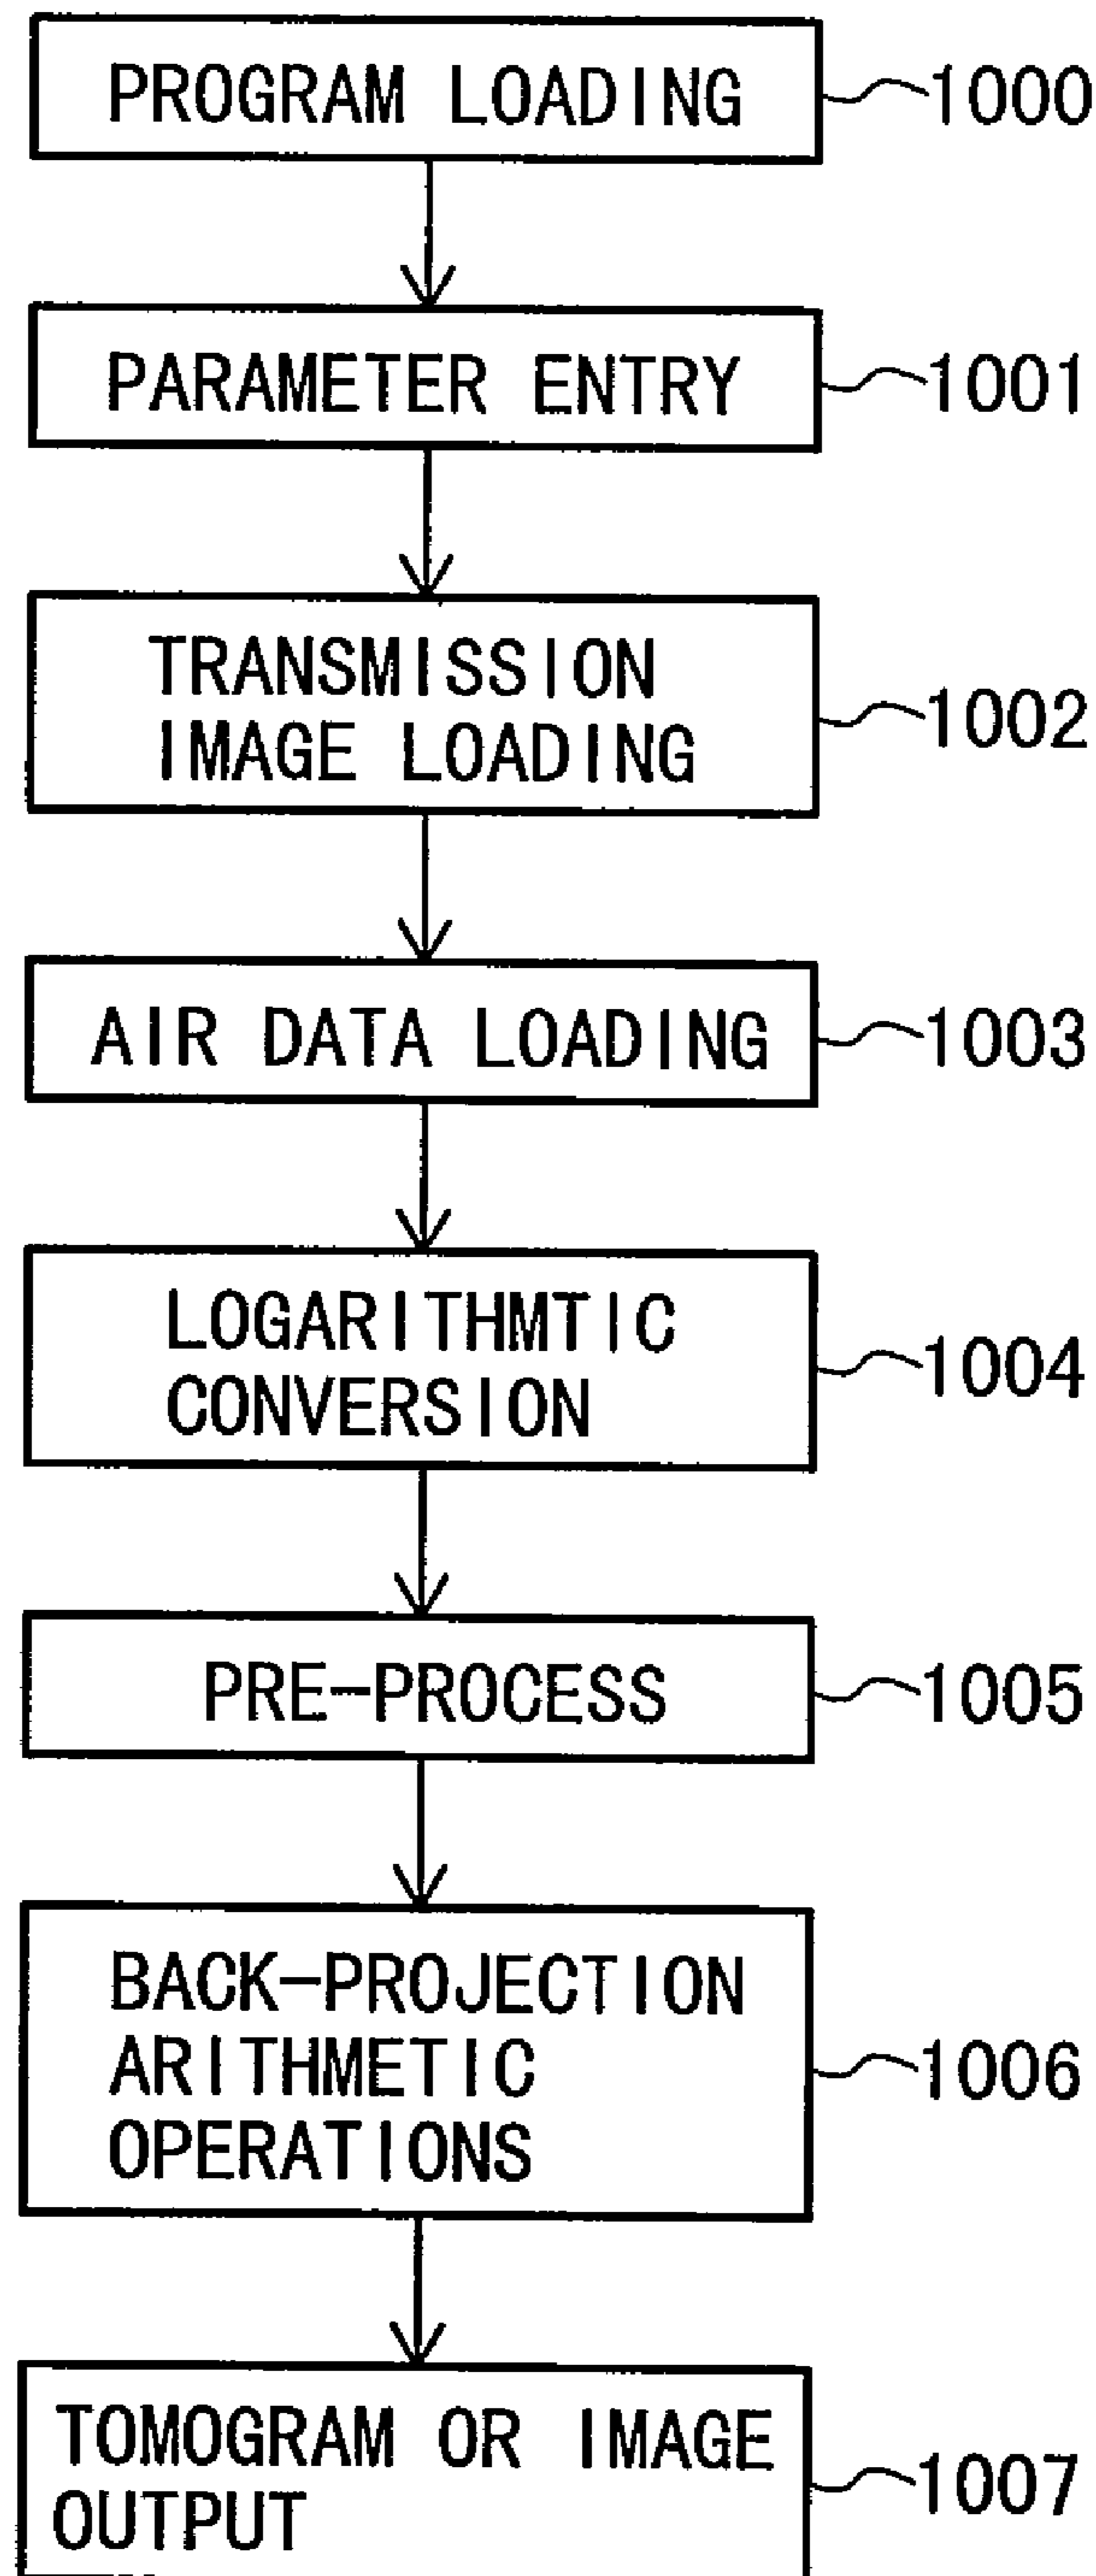 PROGRAM LOADING
1000
PARAMETER ENTRY
1001
TRANSMISSION
IMAGE LOADING
1002
AIR DATA LOADING
1003
LOGARITHMTIC
CONVERSION
1004
PRE-PROCESS
1005
BACK-PROJECTION
ARITHMETIC
OPERATIONS
1006
TOMOGRAM OR IMAGE
OUTPUT
1007